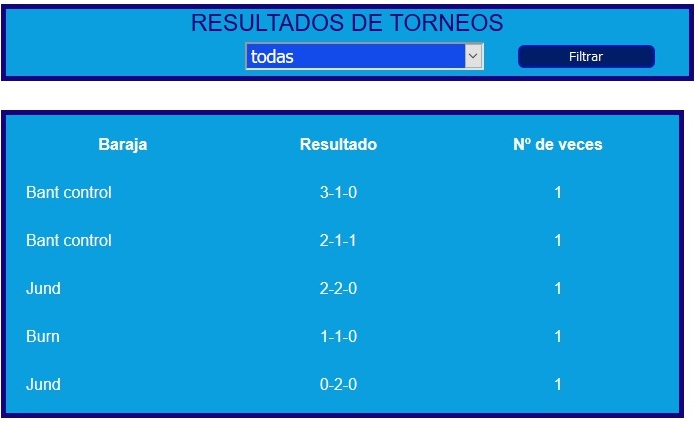 RESULTADOS DE TORNEOS
todas Filtrar
Baraja Resultado Nº de veces
Bant control 3-1-0 1
Bant control 2-1-1 1
Jund 2-2-0 1
Burn 1-1-0 1
Jund 0-2-0 1